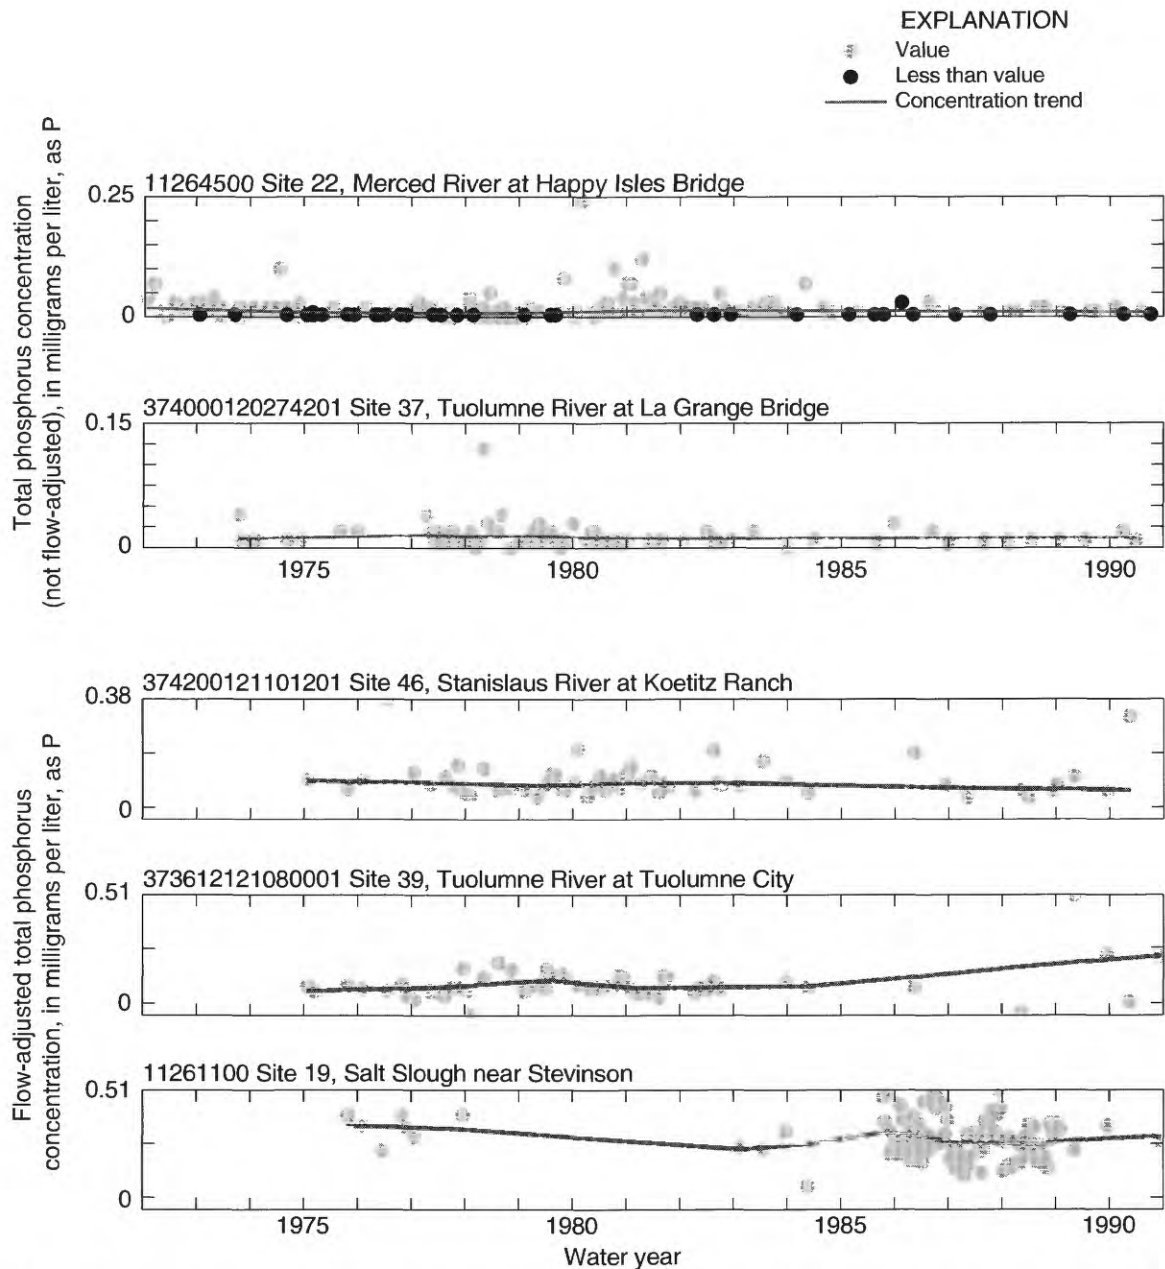 EXPLANATION
Value
Less than value
Concentration trend
Total phosphorus concentration
(not flow-adjusted), in milligrams per liter, as P
11264500 Site 22, Merced River at Happy Isles Bridge
0.25
0
374000120274201 Site 37, Tuolumne River at La Grange Bridge
0.15
0
1975
1980
1985
1990
Flow-adjusted total phosphorus
concentration, in milligrams per liter, as P
374200121101201 Site 46, Stanislaus River at Koetitz Ranch
0.38
0
373612121080001 Site 39, Tuolumne River at Tuolumne City
0.51
0
11261100 Site 19, Salt Slough near Stevinson
0.51
0
1975
1980
1985
1990
Water year